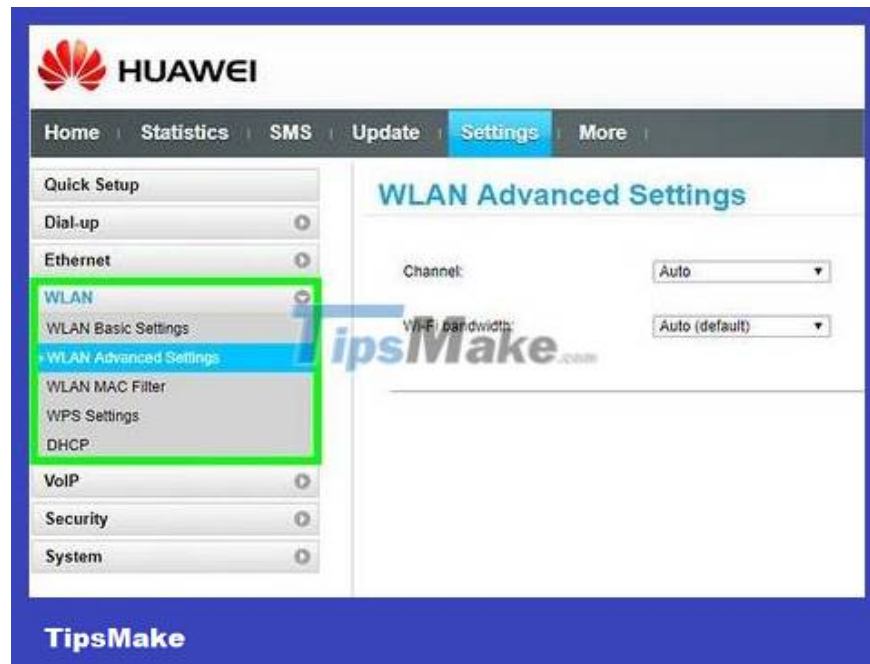 HUAWEI
Home Statistics SMS Update Settings More
Quick Setup
Dial-up
Ethernet
WLAN
WLAN Basic Settings
WLAN Advanced Settings
WLAN MAC Filter
WPS Settings
DHCP
VoIP
Security
System
WLAN Advanced Settings
Channel: Auto
Wi-Fi bandwidth: Auto (default)
TipsMake.com
TipsMake